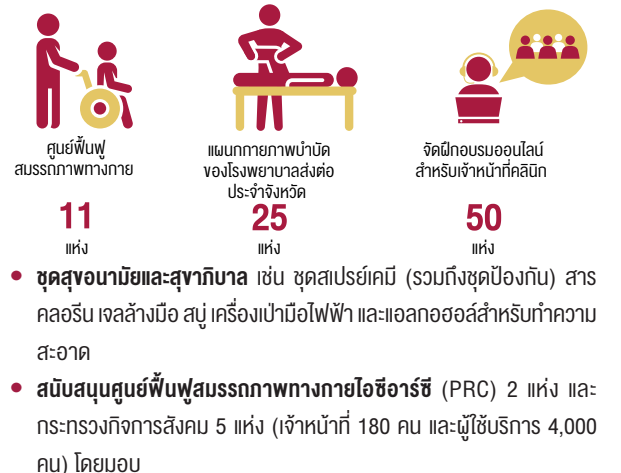 ศูนย์ฟื้นฟู
สมรรถภาพทางกาย
11
แห่ง
แผนกกายภาพบำบัด
ของโรงพยาบาลส่งต่อ
ประจำจังหวัด
25
แห่ง
จัดฝึกอบรมออนไลน์
สำหรับเจ้าหน้าที่คลินิก
50
แห่ง
• ชุดสุขอนามัยและสุขาภิบาล เช่น ชุดสเปรย์เคมี (รวมถึงชุดป้องกัน) สาร
คลอรีน เจลล้างมือ สบู่ เครื่องเป่ามือไฟฟ้า และแอลกอฮอล์สำหรับทำความ
สะอาด
• สนับสนุนศูนย์ฟื้นฟูสมรรถภาพทางกายไอซีอาร์ซี (PRC) 2 แห่ง และ
กระทรวงกิจการสังคม 5 แห่ง (เจ้าหน้าที่ 180 คน และผู้ใช้บริการ 4,000
คน) โดยมอบ